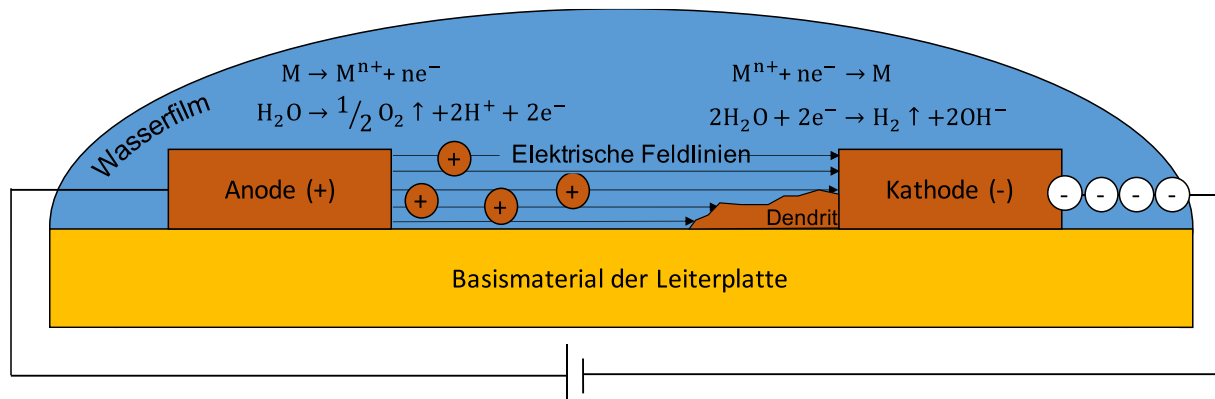 M → Mⁿ⁺+ ne⁻
Mⁿ⁺+ ne⁻ → M
H₂O → 1/2 O₂ ↑ +2H⁺ + 2e⁻
2H₂O + 2e⁻ → H₂ ↑ +2OH⁻
Wasserfilm
+ Elektrische Feldlinien
Anode (+)
+ + +
Kathode (-)
- - - -
Dendrit
Basismaterial der Leiterplatte